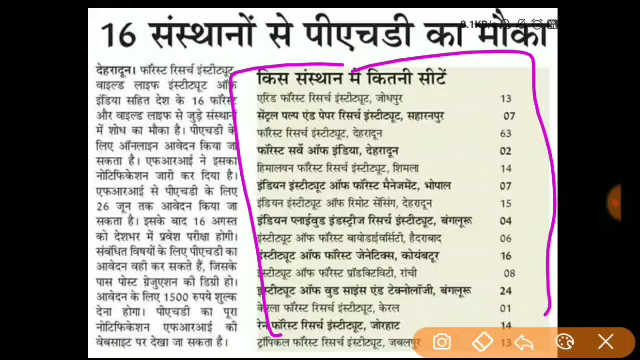 16 संस्थानों से पीएचडी का मौका
देहरादून। फॉरेस्ट रिसर्च इंस्टीट्यूट,
वाइल्ड लाइफ इंस्टीट्यूट ऑफ
इंडिया सहित देश के 16 फॉरेस्ट
और वाइल्ड लाइफ से जुड़े संस्थानों
में शोध का मौका है। पीएचडी के
लिए ऑनलाइन आवेदन किया जा
सकता है। एफआरआई ने इसका
नोटिफिकेशन जारी कर दिया है।
एफआरआई से पीएचडी के लिए
26 जून तक आवेदन किया जा
सकता है। इसके बाद 16 अगस्त
को देशभर में प्रवेश परीक्षा होगी।
संबंधित विषयों के लिए पीएचडी का
आवेदन वही कर सकते हैं, जिसके
पास पोस्ट ग्रेजुएशन की डिग्री हो।
आवेदन के लिए 1500 रुपये शुल्क
देना होगा। पीएचडी का पूरा
नोटिफिकेशन एफआरआई की
वेबसाइट पर देखा जा सकता है।
किस संस्थान में कितनी सीटें
एरिड फॉरेस्ट रिसर्च इंस्टीट्यूट, जोधपुर 13
सेंट्रल पल्प एंड पेपर रिसर्च इंस्टीट्यूट, सहारनपुर 07
फॉरेस्ट रिसर्च इंस्टीट्यूट, देहरादून 63
फॉरेस्ट सर्वे ऑफ इंडिया, देहरादून 02
हिमालयन फॉरेस्ट रिसर्च इंस्टीट्यूट, शिमला 14
इंडियन इंस्टीट्यूट ऑफ फॉरेस्ट मैनेजमेंट, भोपाल 07
इंडियन इंस्टीट्यूट ऑफ रिमोट सेंसिंग, देहरादून 15
इंडियन प्लाईवुड इंडस्ट्रीज रिसर्च इंस्टीट्यूट, बंगलूरू 04
इंस्टीट्यूट ऑफ फॉरेस्ट बायोडाईवर्सिटी, हैदराबाद 06
इंस्टीट्यूट ऑफ फॉरेस्ट जेनेटिक्स, कोयंबटूर 16
इंस्टीट्यूट ऑफ फॉरेस्ट प्रॉडक्टिविटी, रांची 08
इंस्टीट्यूट ऑफ वुड साइंस एंड टेक्नोलॉजी, बंगलूरू 24
केरला फॉरेस्ट रिसर्च इंस्टीट्यूट, केरल 01
रेन फॉरेस्ट रिसर्च इंस्टीट्यूट, जोरहाट 14
ट्रॉपिकल फॉरेस्ट रिसर्च इंस्टीट्यूट, जबलपुर 13